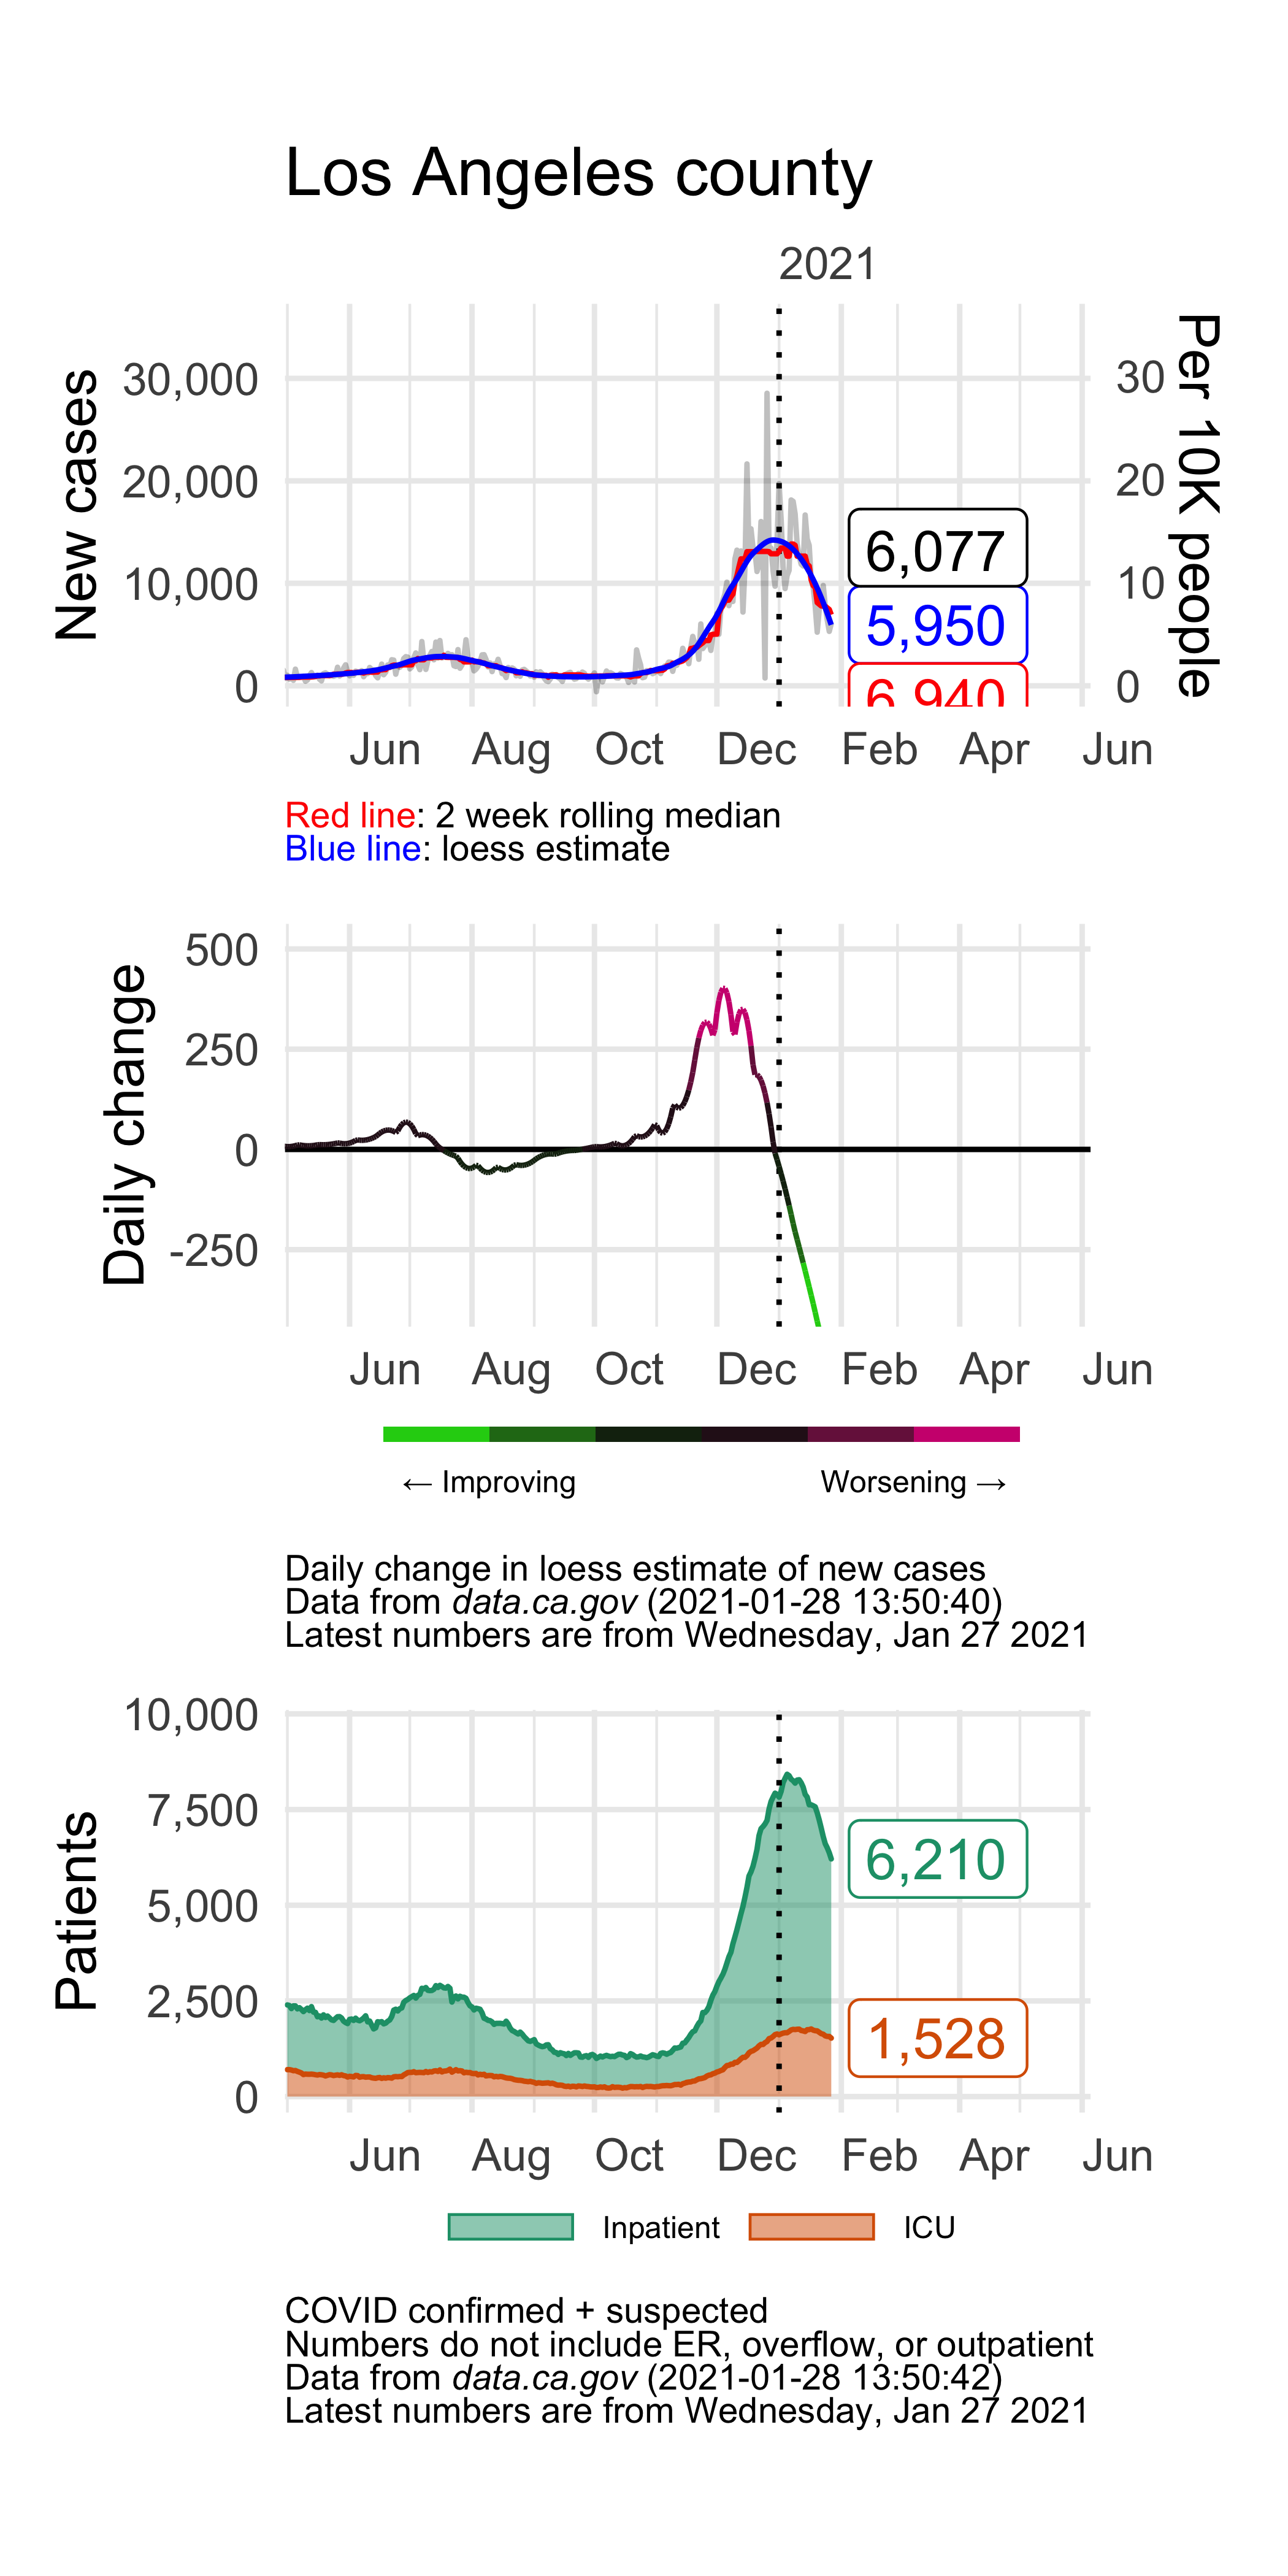 Los Angeles county
2021
New cases
30,000
20,000
10,000
0
30
20
10
0
Per 10K people
6,077
5,950
6,940
Jun Aug Oct Dec Feb Apr Jun
Red line: 2 week rolling median
Blue line: loess estimate
Daily change
500
250
0
-250
Jun Aug Oct Dec Feb Apr Jun
← Improving Worsening →
Daily change in loess estimate of new cases
Data from data.ca.gov (2021-01-28 13:50:40)
Latest numbers are from Wednesday, Jan 27 2021
Patients
10,000
7,500
5,000
2,500
0
6,210
1,528
Jun Aug Oct Dec Feb Apr Jun
Inpatient ICU
COVID confirmed + suspected
Numbers do not include ER, overflow, or outpatient
Data from data.ca.gov (2021-01-28 13:50:42)
Latest numbers are from Wednesday, Jan 27 2021